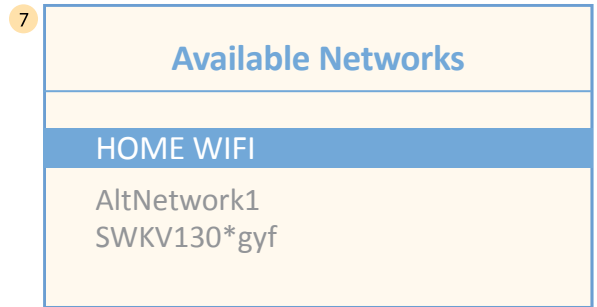 7
Available Networks
HOME WIFI
AltNetwork1
SWKV130*gyf